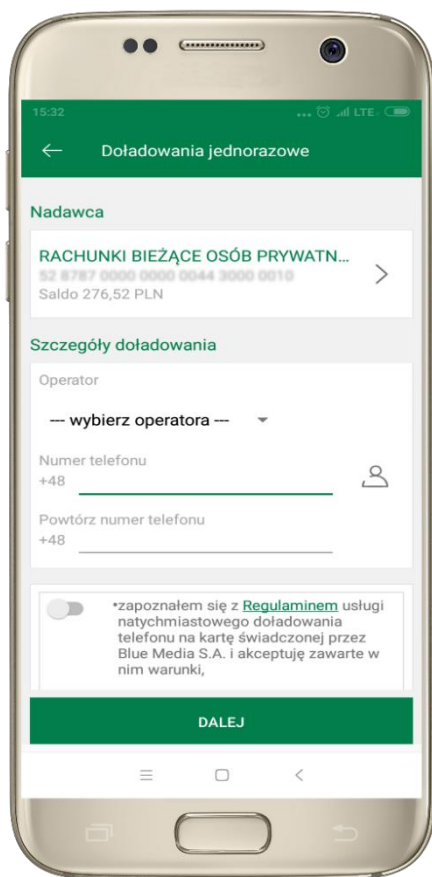 15:32 ... LTE
Doładowania jednorazowe
Nadawca
RACHUNKI BIEŻĄCE OSÓB PRYWATN...
52 8787 0000 0000 0044 3000 0010
Saldo 276,52 PLN
Szczegóły doładowania
Operator
--- wybierz operatora ---
Numer telefonu
+48
Powtórz numer telefonu
+48
•zapoznałem się z Regulaminem usługi
natychmiastowego doładowania
telefonu na kartę świadczonej przez
Blue Media S.A. i akceptuję zawarte w
nim warunki,
DALEJ